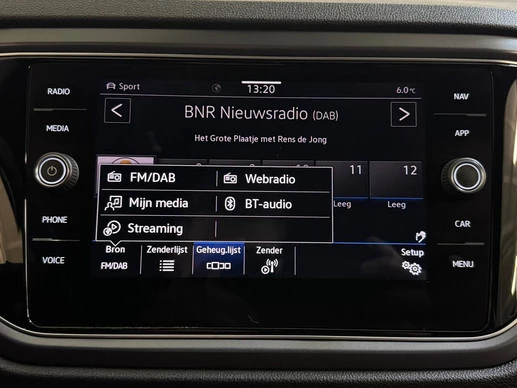 RADIO
MEDIA
PHONE
VOICE
Sport 13:20 6.0°C
BNR Nieuwsradio (DAB)
Het Grote Plaatje met Rens de Jong
11 12
Leeg Leeg
FM/DAB Webradio
Mijn media BT-audio
Streaming
Bron Zenderlijst Geheug.lijst Zender Setup
FM/DAB
NAV
APP
CAR
MENU